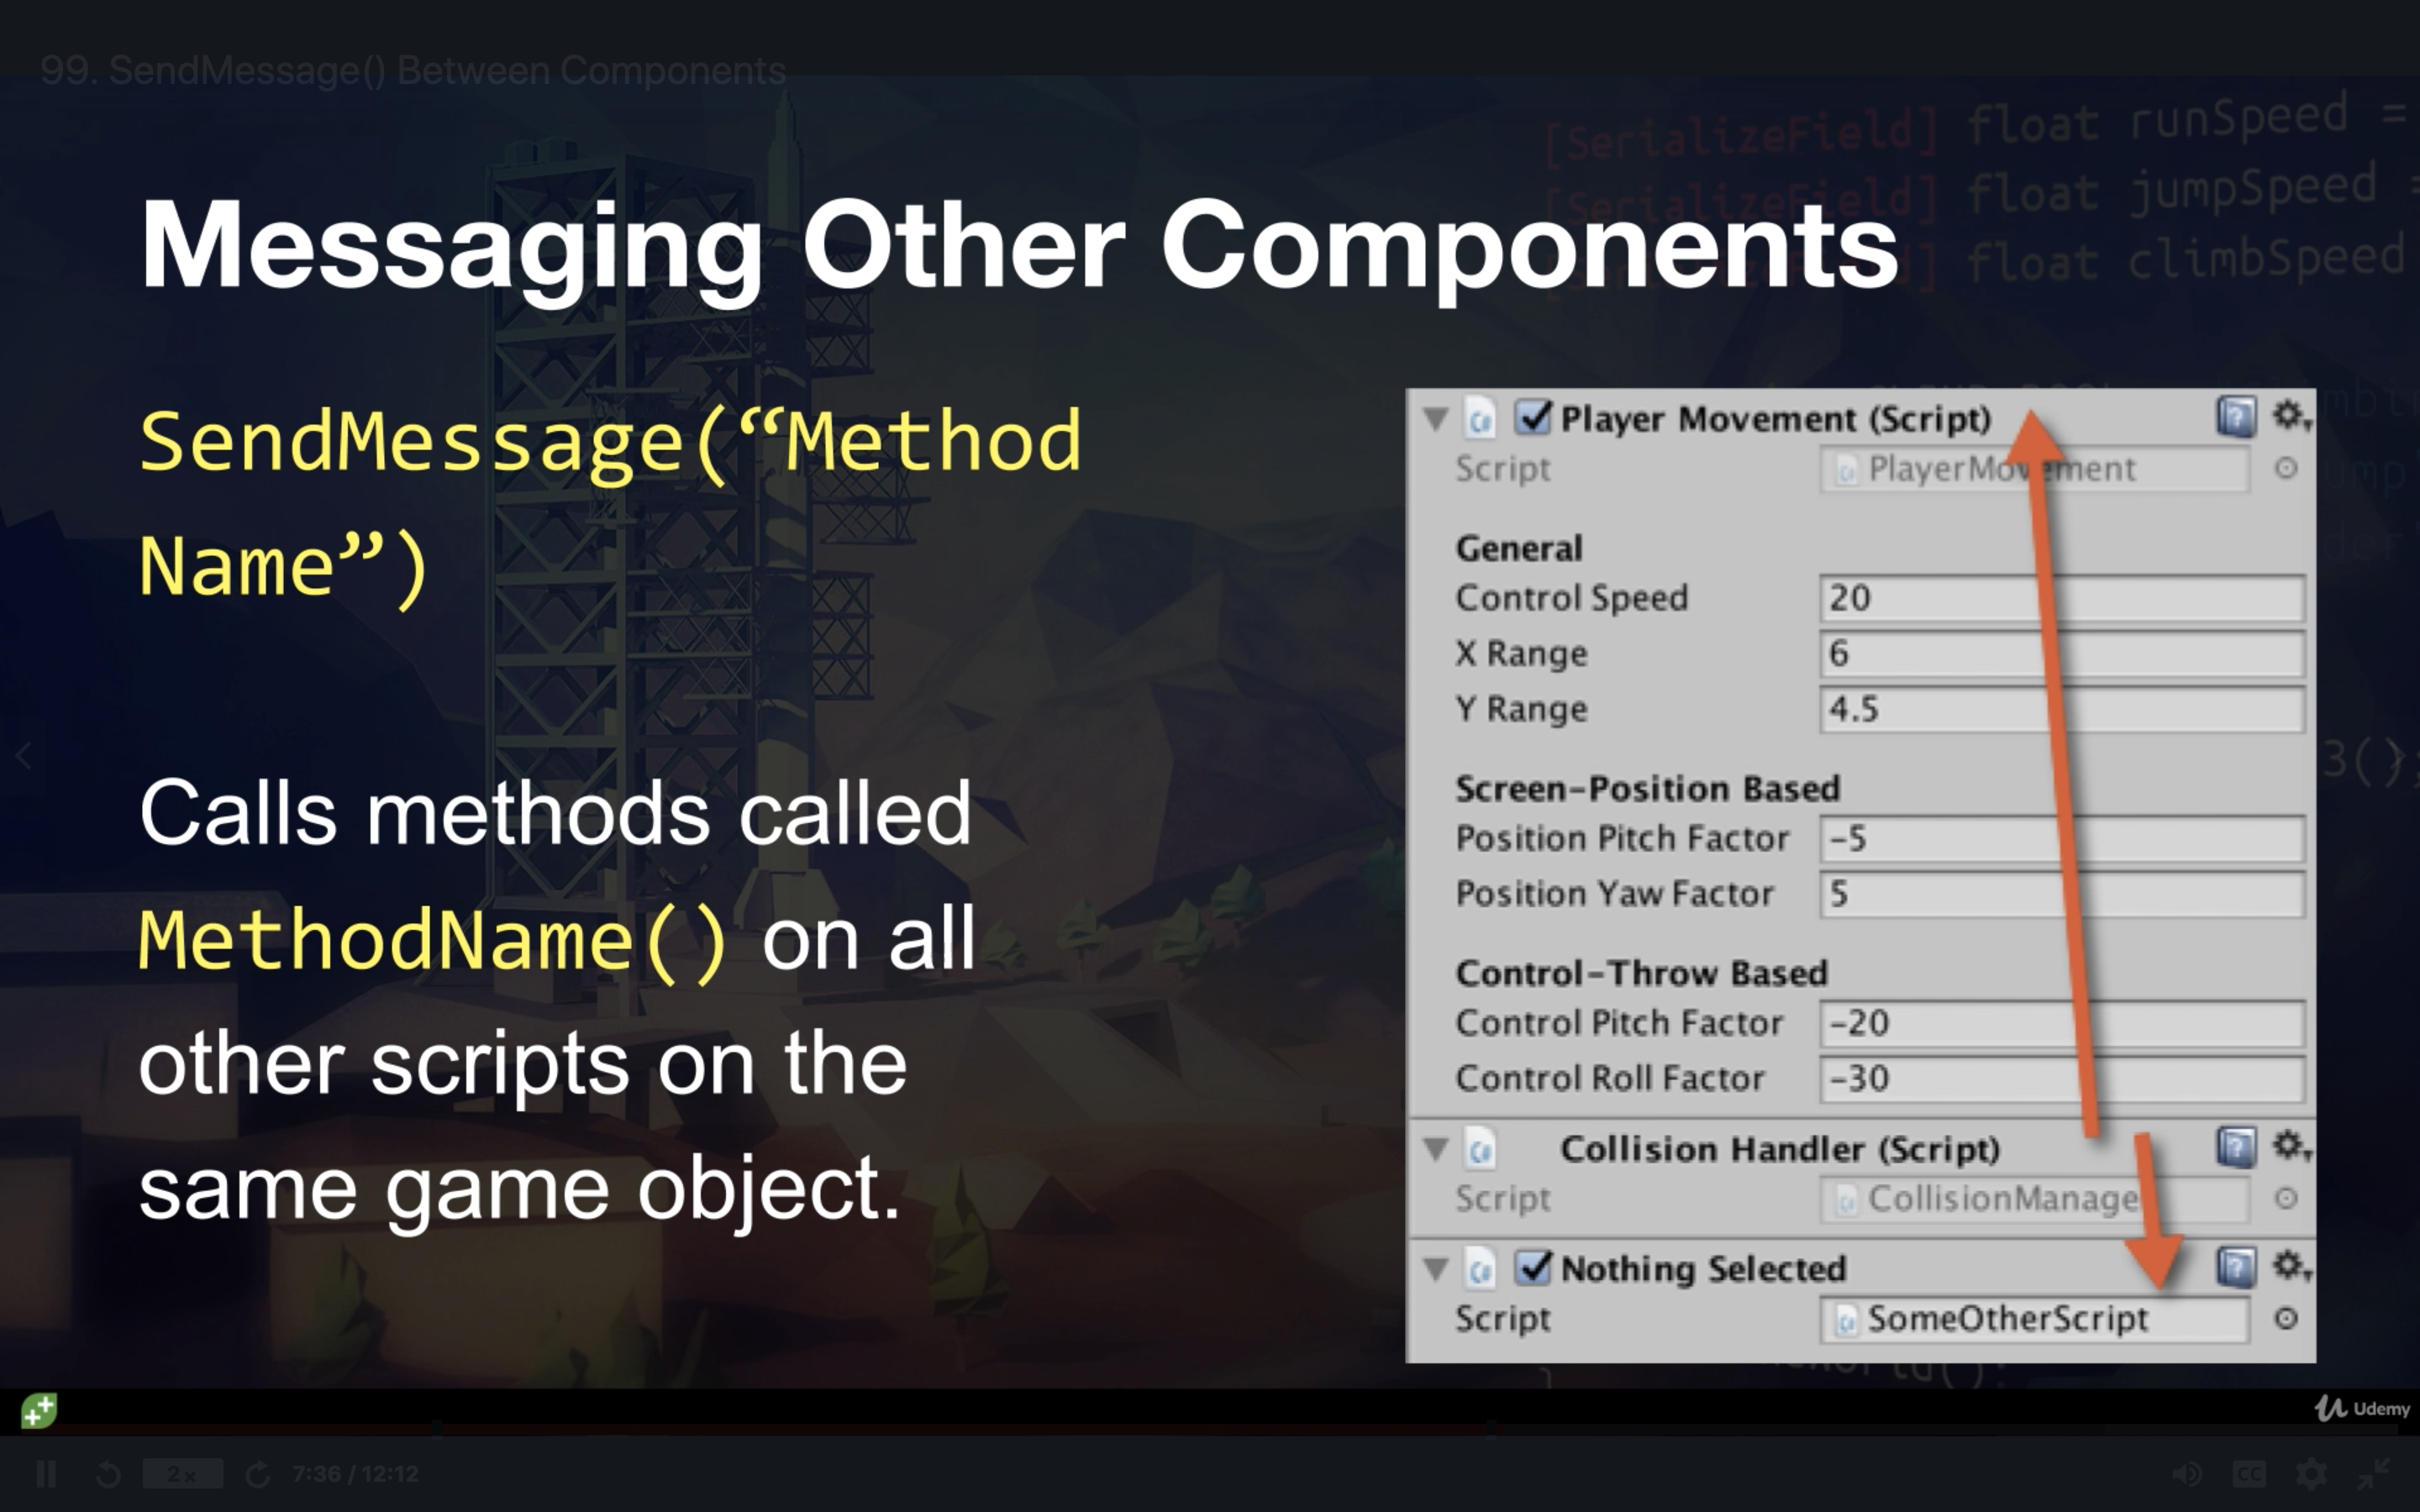 99. SendMessage() Between Components
[SerializeField] float runSpeed =
[SerializeField] float jumpSpeed =
float climbSpeed
Messaging Other Components
SendMessage(“Method
Name”)
Calls methods called
MethodName() on all
other scripts on the
same game object.
Player Movement (Script)
Script PlayerMovement
General
Control Speed 20
X Range 6
Y Range 4.5
Screen-Position Based
Position Pitch Factor -5
Position Yaw Factor 5
Control-Throw Based
Control Pitch Factor -20
Control Roll Factor -30
Collision Handler (Script)
Script CollisionManage
Nothing Selected
Script SomeOtherScript
3();
Udemy
2x
7:36 / 12:12
CC